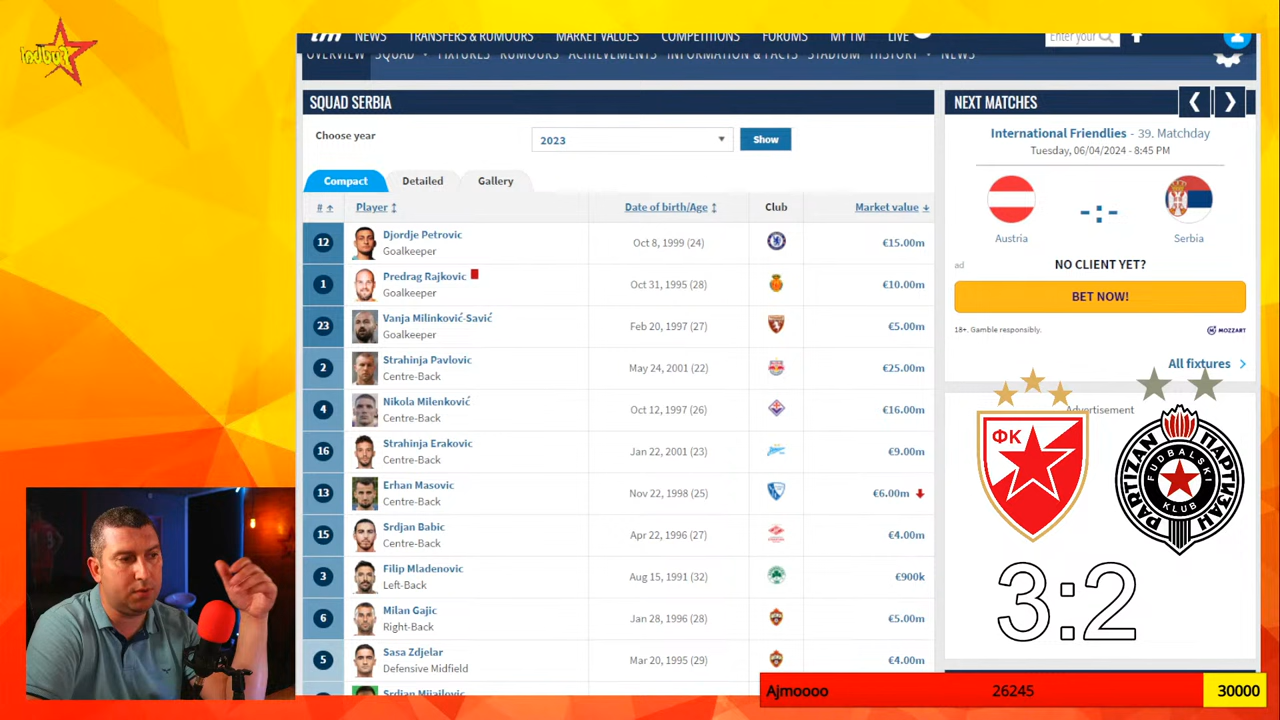 Fudbal
tm NEWS TRANSFERS & RUMOURS MARKET VALUES COMPETITIONS FORUMS MY TM LIVE Enter your
OVERVIEW SQUAD FIXTURES RUMOURS ACHIEVEMENTS INFORMATION & FACTS STADIUM HISTORY NEWS
SQUAD SERBIA
Choose year 2023 Show
Compact Detailed Gallery
# Player Date of birth/Age Club Market value
12 Djordje Petrovic Oct 8, 1999 (24) €15.00m
Goalkeeper
1 Predrag Rajkovic Oct 31, 1995 (28) €10.00m
Goalkeeper
23 Vanja Milinković-Savić Feb 20, 1997 (27) €5.00m
Goalkeeper
2 Strahinja Pavlovic May 24, 2001 (22) €25.00m
Centre-Back
4 Nikola Milenković Oct 12, 1997 (26) €16.00m
Centre-Back
16 Strahinja Erakovic Jan 22, 2001 (23) €9.00m
Centre-Back
13 Erhan Masovic Nov 22, 1998 (25) €6.00m
Centre-Back
15 Srdjan Babic Apr 22, 1996 (27) €4.00m
Centre-Back
3 Filip Mladenovic Aug 15, 1991 (32) €900k
Left-Back
6 Milan Gajic Jan 28, 1996 (28) €5.00m
Right-Back
5 Sasa Zdjelar Mar 20, 1995 (29) €4.00m
Defensive Midfield
Srdjan Mijailovic
NEXT MATCHES
International Friendlies - 39. Matchday
Tuesday, 06/04/2024 - 8:45 PM
-:-
Austria Serbia
ad NO CLIENT YET?
BET NOW!
18+. Gamble responsibly. MOZZART
All fixtures
Advertisement
ФК
ПАРТИЗАН
PARTIZAN
FUDBALSKI
KLUB
3:2
Ajmoooo 26245 30000